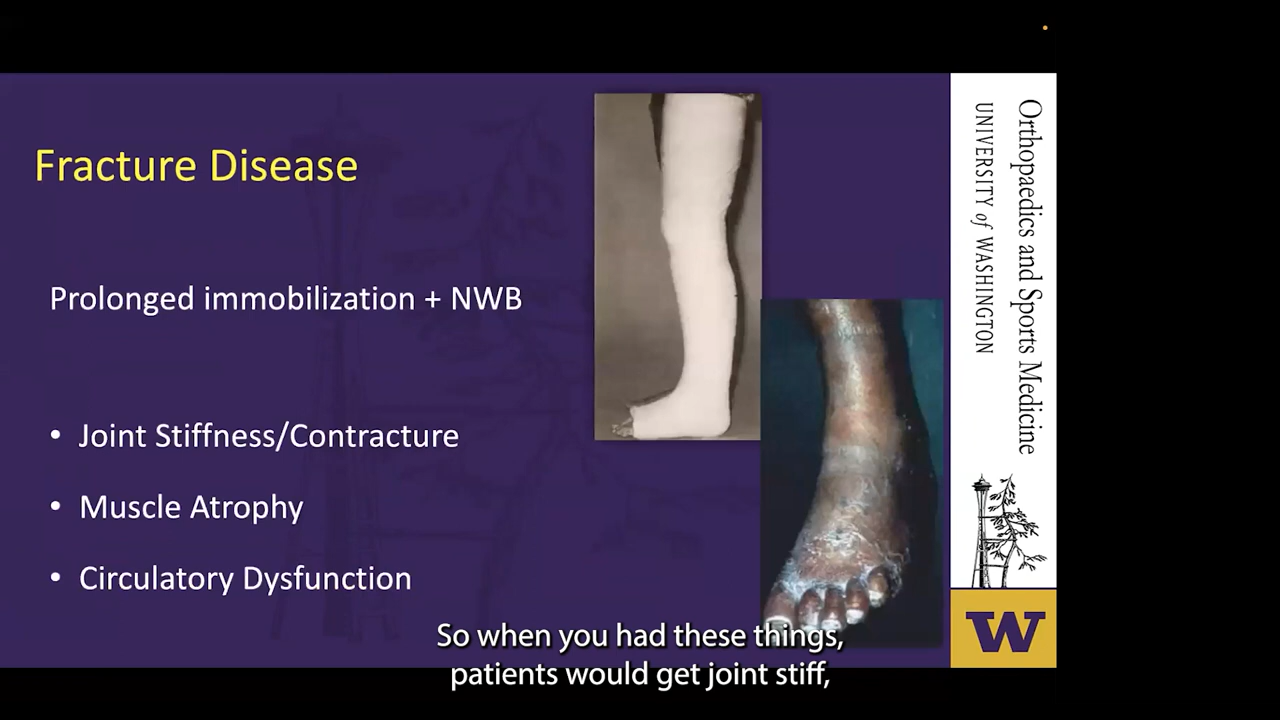 Fracture Disease
Prolonged immobilization + NWB
• Joint Stiffness/Contracture
• Muscle Atrophy
• Circulatory Dysfunction
Orthopaedics and Sports Medicine
UNIVERSITY of WASHINGTON
W
So when you had these things,
patients would get joint stiff,